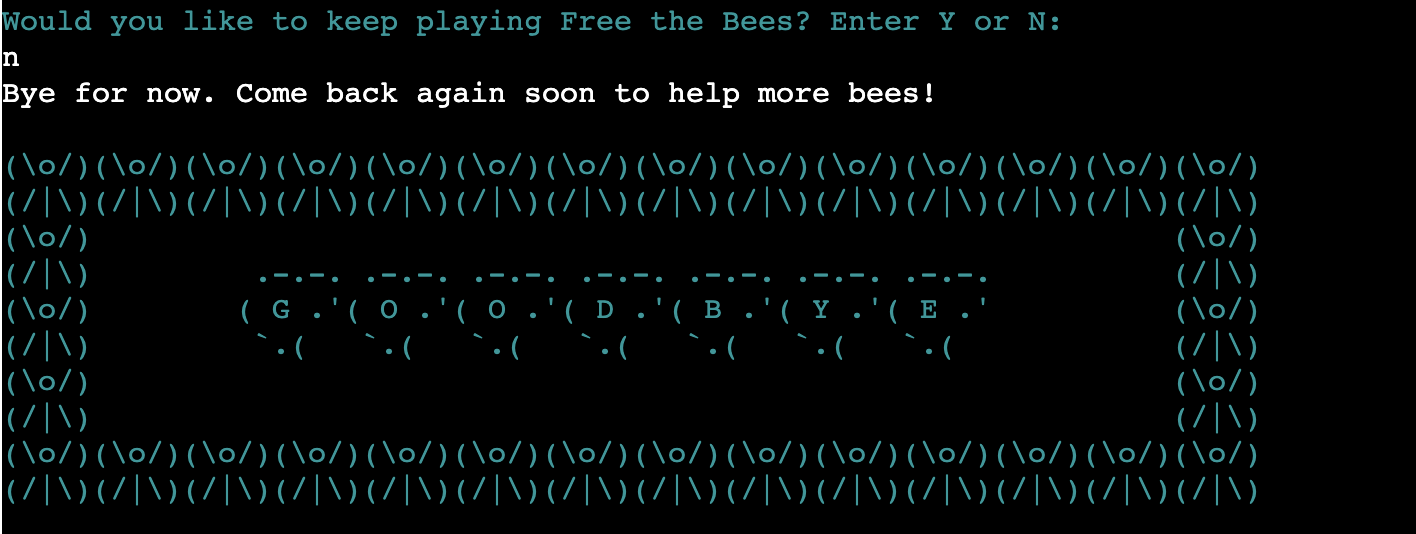 Would you like to keep playing Free the Bees? Enter Y or N:
n
Bye for now. Come back again soon to help more bees!

(\o/)(\o/)(\o/)(\o/)(\o/)(\o/)(\o/)(\o/)(\o/)(\o/)(\o/)(\o/)(\o/)(\o/)
(/|\)(/|\)(/|\)(/|\)(/|\)(/|\)(/|\)(/|\)(/|\)(/|\)(/|\)(/|\)(/|\)(/|\)
(\o/)                                                            (\o/)
(/|\)         .-.-. .-.-. .-.-. .-.-. .-.-. .-.-. .-.-.          (/|\)
(\o/)        ( G .'( O .'( O .'( D .'( B .'( Y .'( E .'          (\o/)
(/|\)         `.(   `.(   `.(   `.(   `.(   `.(   `.(            (/|\)
(\o/)                                                            (\o/)
(/|\)                                                            (/|\)
(\o/)(\o/)(\o/)(\o/)(\o/)(\o/)(\o/)(\o/)(\o/)(\o/)(\o/)(\o/)(\o/)(\o/)
(/|\)(/|\)(/|\)(/|\)(/|\)(/|\)(/|\)(/|\)(/|\)(/|\)(/|\)(/|\)(/|\)(/|\)